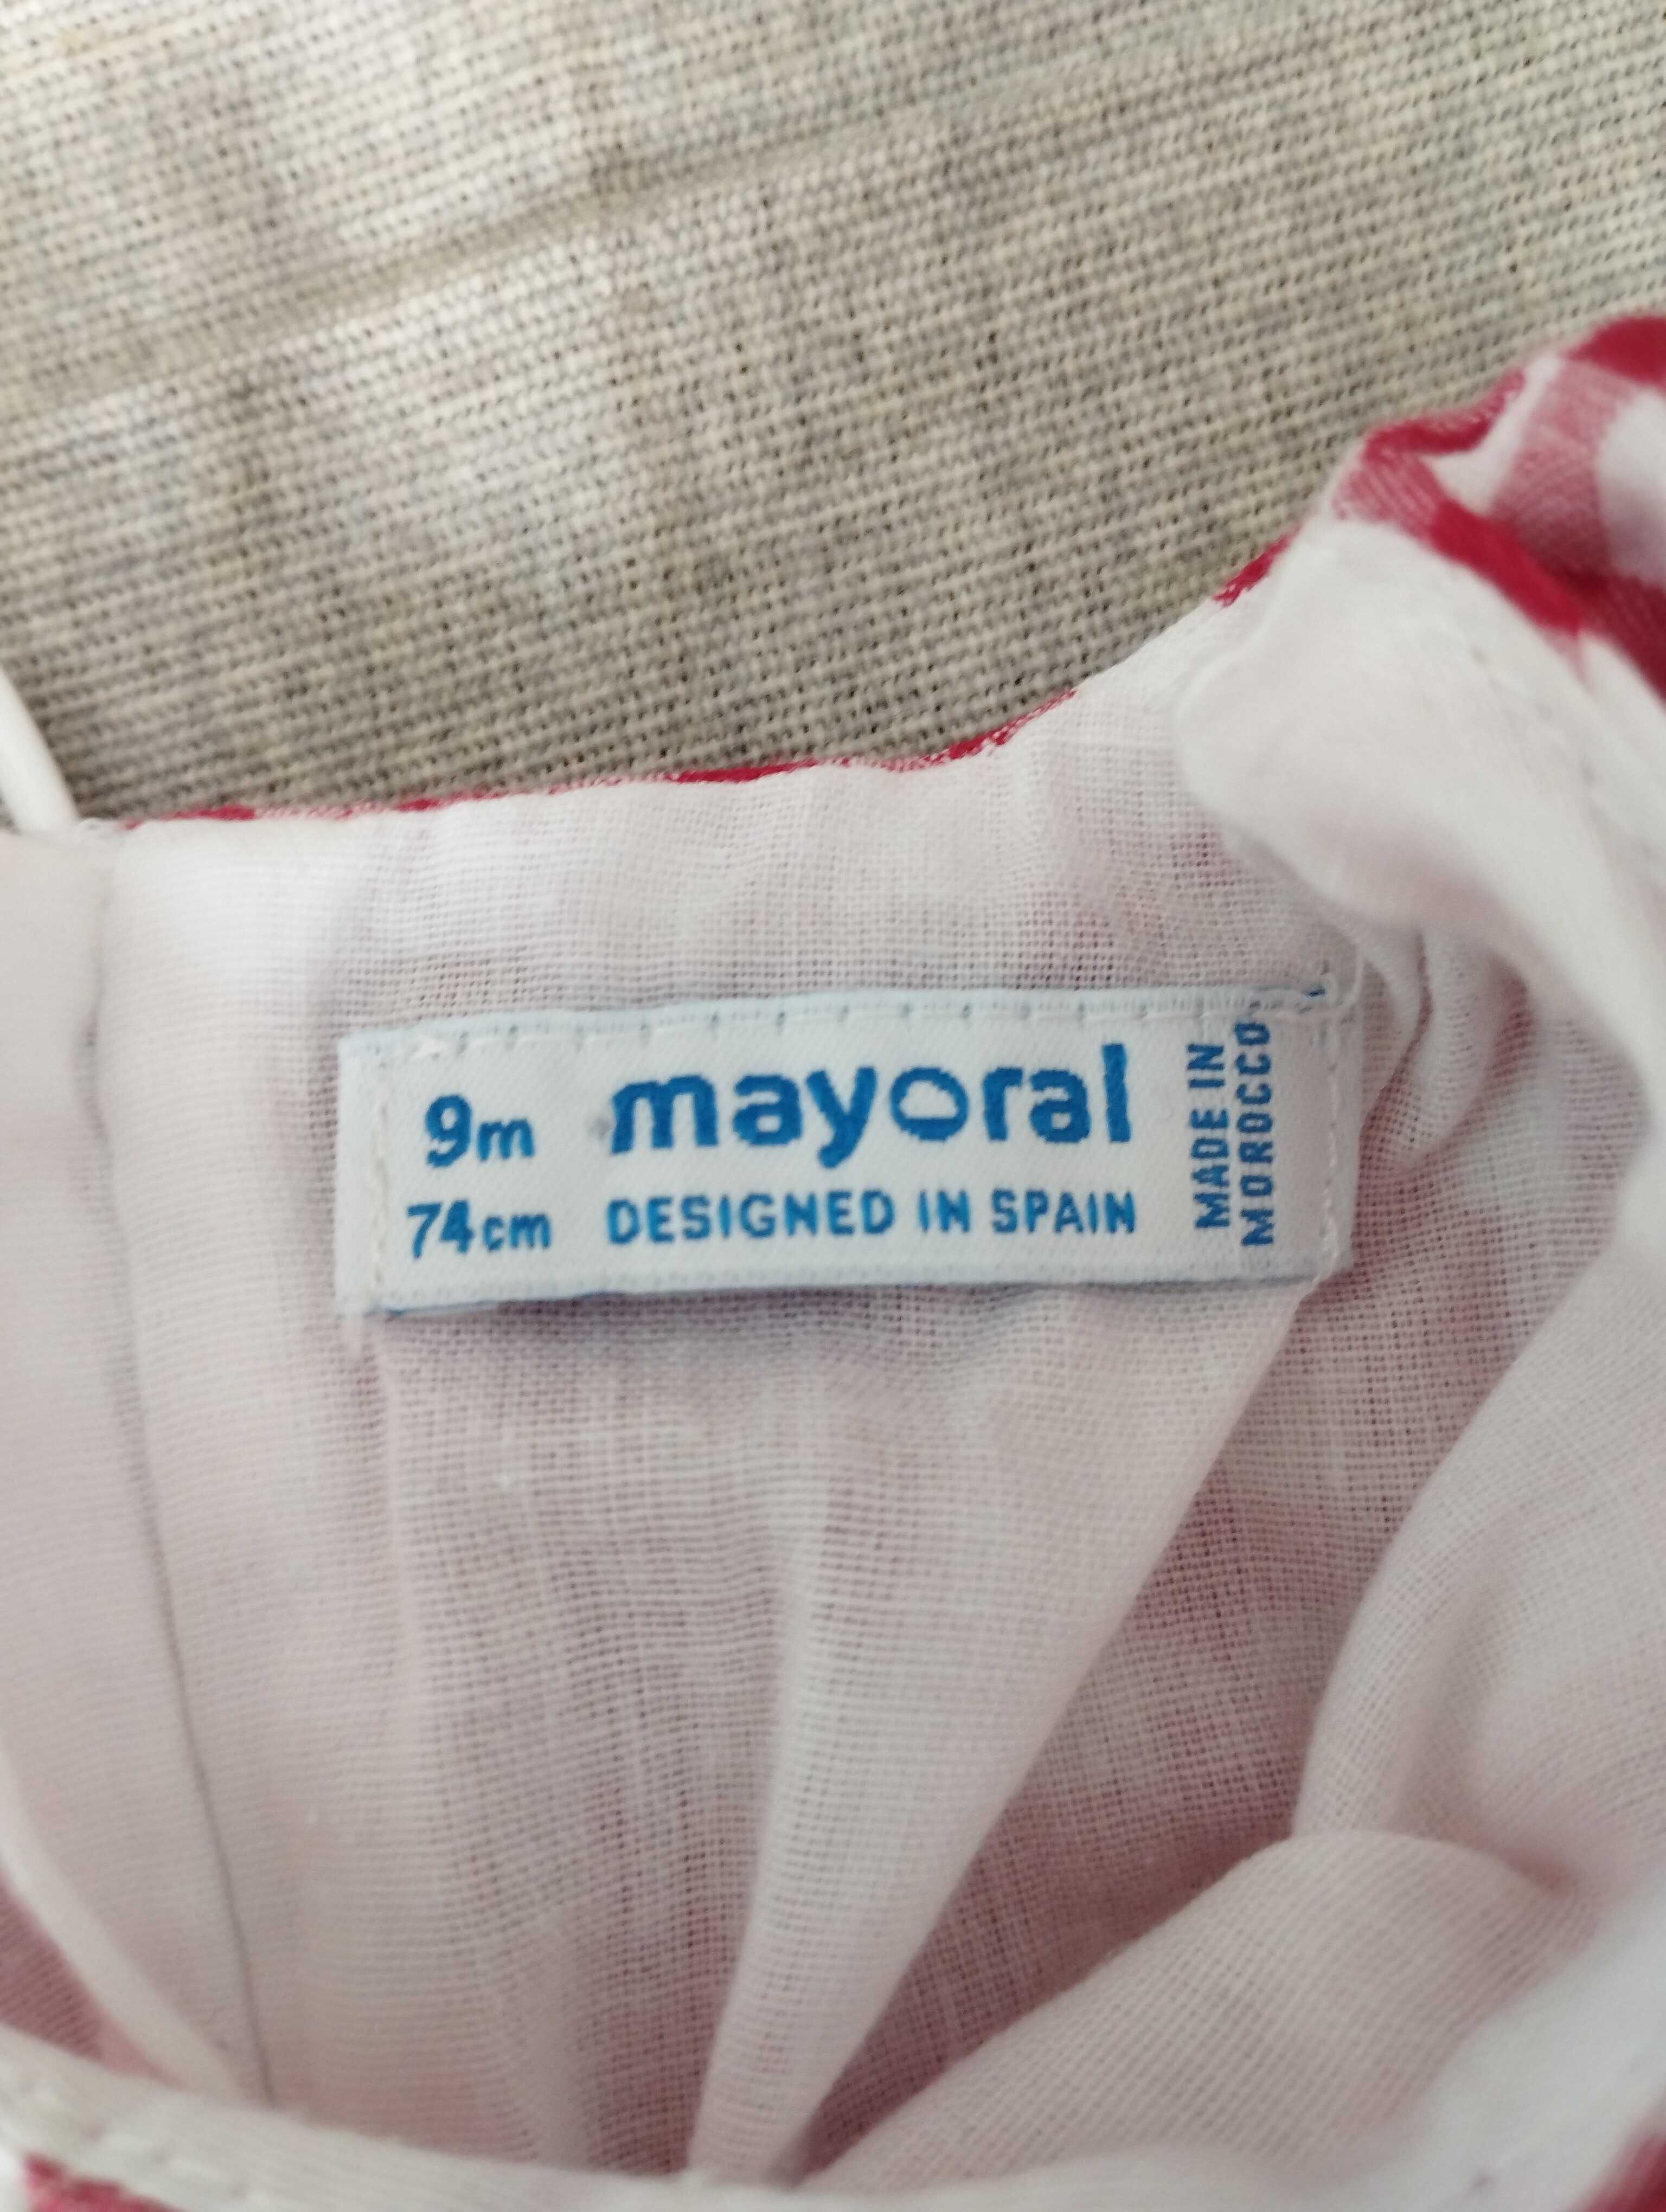 9m
74cm
mayoral
DESIGNED IN SPAIN
MADE IN
MOROCCO